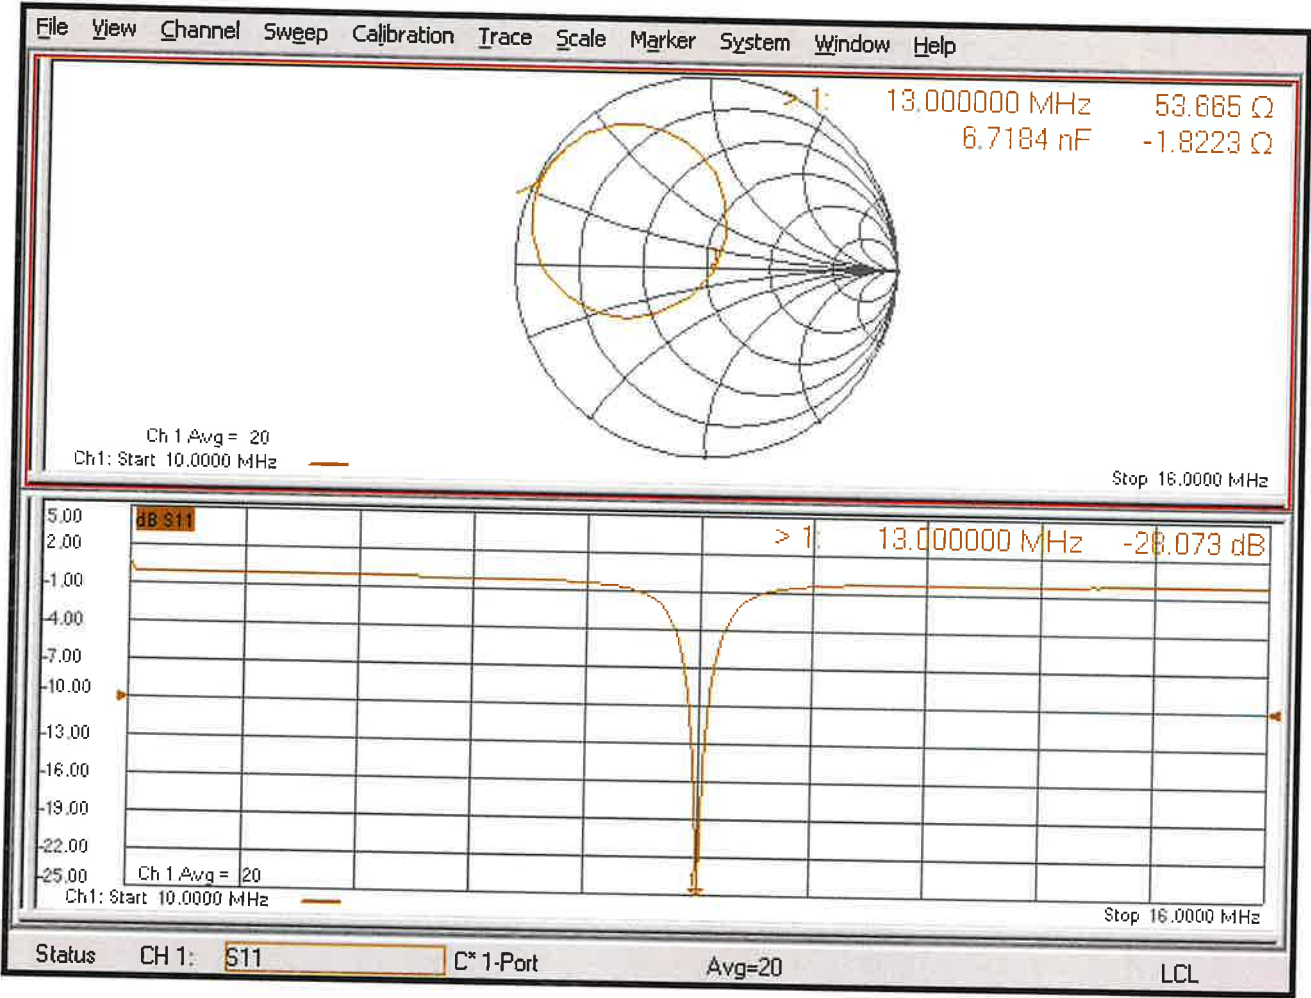 File View Channel Sweep Calibration Trace Scale Marker System Window Help
> 1: 13.000000 MHz 53.665 Ω
6.7184 nF -1.8223 Ω
1
Ch 1 Avg = 20
Ch1: Start 10.0000 MHz
Stop 16.0000 MHz
5.00
dB S11
> 1: 13.000000 MHz -28.073 dB
2.00
-1.00
-4.00
-7.00
-10.00
-13.00
-16.00
-19.00
-22.00
-25.00
1
Ch 1 Avg = 20
Ch1: Start 10.0000 MHz
Stop 16.0000 MHz
Status CH 1: S11 C* 1-Port Avg=20 LCL